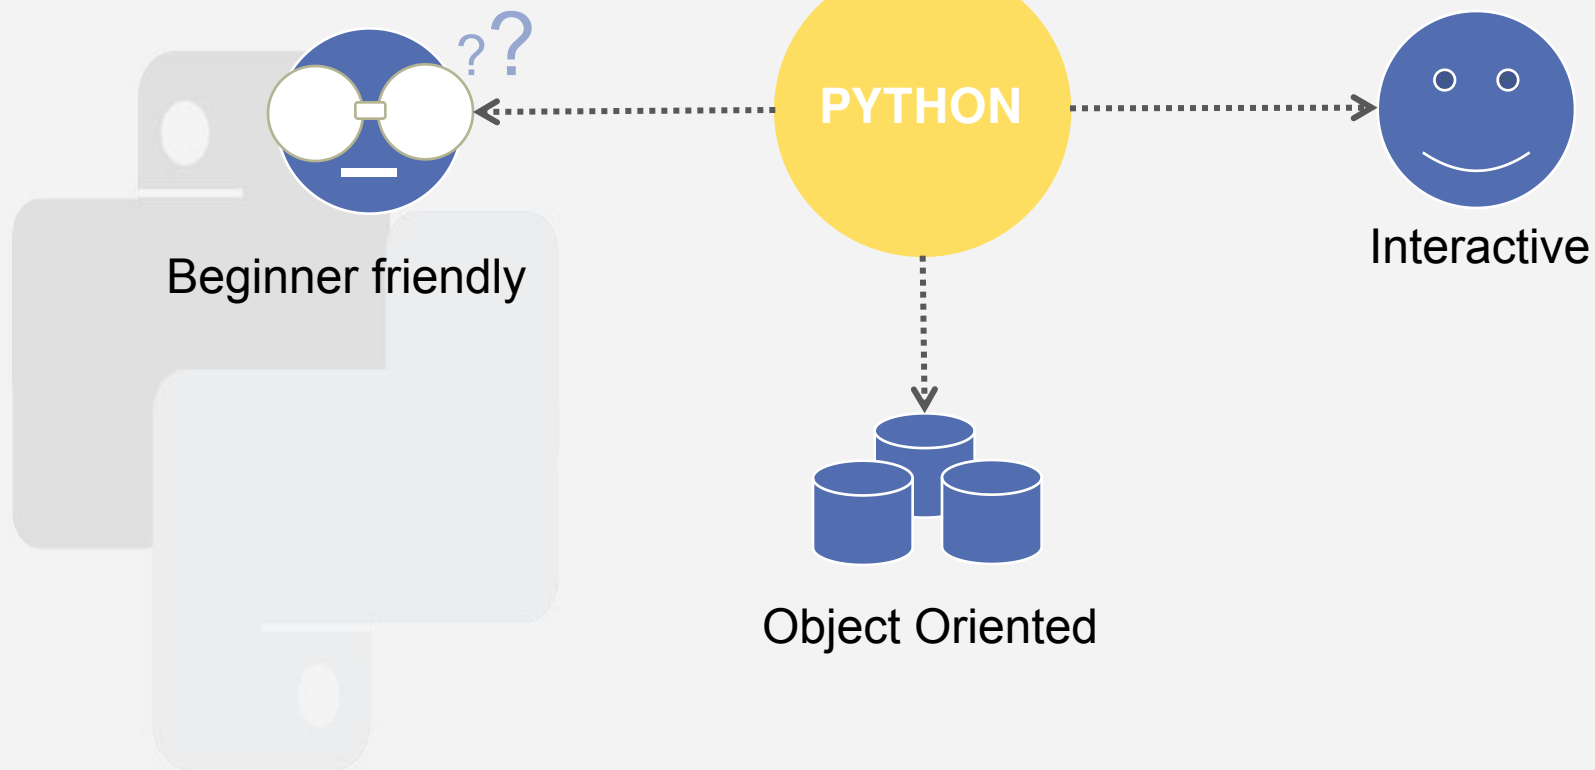 ??
PYTHON
Interactive
Beginner friendly
Object Oriented